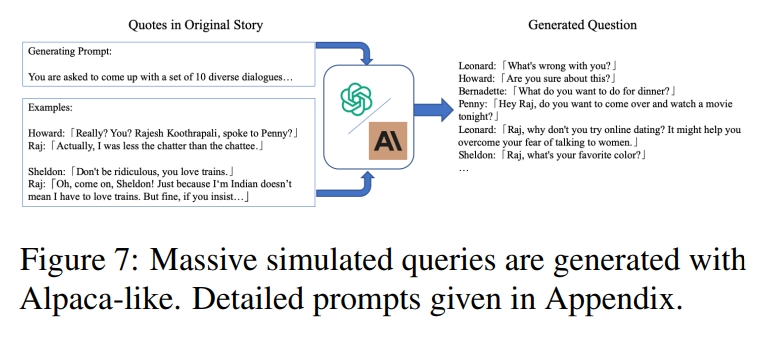 Quotes in Original Story
Generated Question
Generating Prompt:
You are asked to come up with a set of 10 diverse dialogues…
Examples:
Howard:「Really? You? Rajesh Koothrapali, spoke to Penny?」
Raj:「Actually, I was less the chatter than the chattee.」
Sheldon:「Don't be ridiculous, you love trains.」
Raj:「Oh, come on, Sheldon! Just because I'm Indian doesn't
mean I have to love trains. But fine, if you insist…」
A\
Leonard:「What's wrong with you?」
Howard:「Are you sure about this?」
Bernadette:「What do you want to do for dinner?」
Penny:「Hey Raj, do you want to come over and watch a movie
tonight?」
Leonard:「Raj, why don't you try online dating? It might help you
overcome your fear of talking to women.」
Sheldon:「Raj, what's your favorite color?」
…
Figure 7: Massive simulated queries are generated with
Alpaca-like. Detailed prompts given in Appendix.